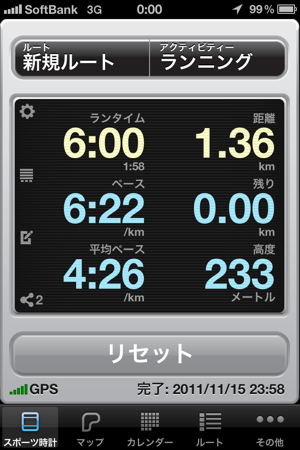 SoftBank 3G 0:00 99%
ルート アクティビティー
新規ルート ランニング
ランタイム 距離
6:00 1.36
1:58 km
ペース 残り
6:22 0.00
/km km
平均ペース 高度
4:26 233
/km メートル
2
リセット
GPS 完了: 2011/11/15 23:58
スポーツ時計 マップ カレンダー ルート その他